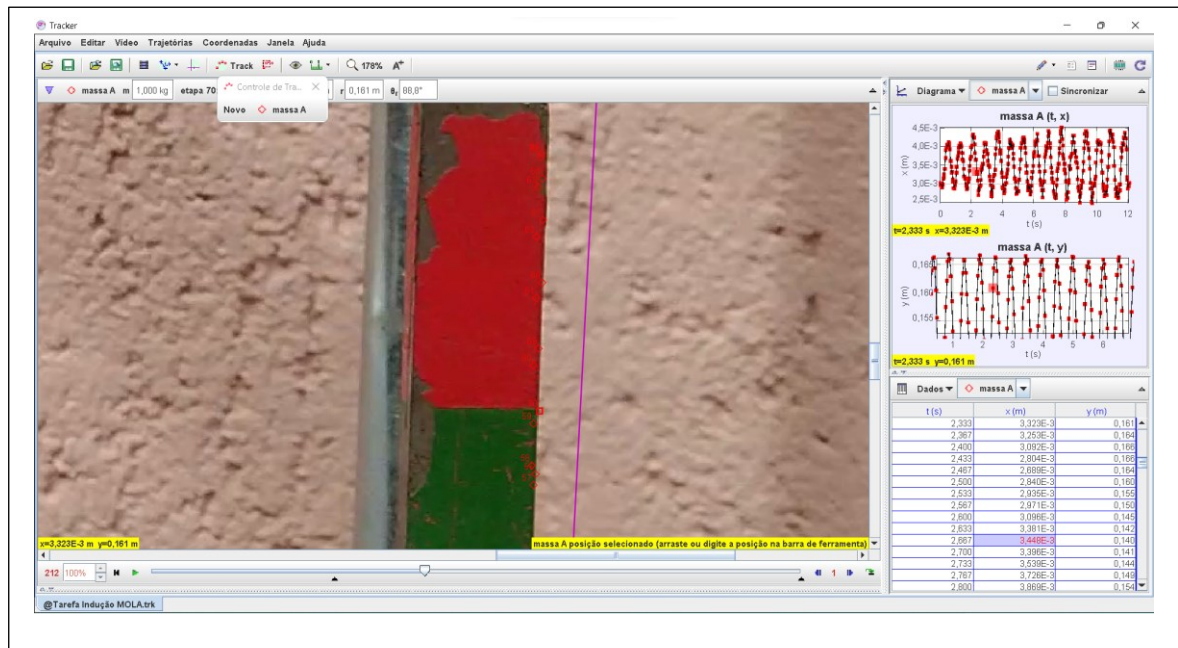 Tracker
Arquivo Editar Vídeo Trajetórias Coordenadas Janela Ajuda
Track 178%
massa A m 1,000 kg etapa 70: r 0,161 m θr 88,8°
Controle de Tra...
Novo massa A
Diagrama massa A Sincronizar
massa A (t, x)
x (m)
4,5E-3
4,0E-3
3,0E-3
2,5E-3
0 2 4 6 8 10 12
t (s)
t=2,333 s x=3,323E-3 m
massa A (t, y)
y (m)
0,160
0,155
1 2 3 4 5 6
t (s)
t=2,333 s y=0,161 m
Dados massa A
t (s) x (m) y (m)
2,333 3,323E-3 0,161
2,367 3,253E-3 0,164
2,400 3,092E-3 0,166
2,433 2,804E-3 0,166
2,467 2,689E-3 0,164
2,500 2,840E-3 0,160
2,533 2,935E-3 0,155
2,567 2,971E-3 0,150
2,600 3,096E-3 0,145
2,633 3,381E-3 0,142
2,667 3,448E-3 0,140
2,700 3,396E-3 0,141
2,733 3,539E-3 0,144
2,767 3,726E-3 0,149
2,800 3,869E-3 0,154
x=3,323E-3 m y=0,161 m
massa A posição selecionado (arraste ou digite a posição na barra de ferramenta)
212 100% 1
@Tarefa Indução MOLA.trk